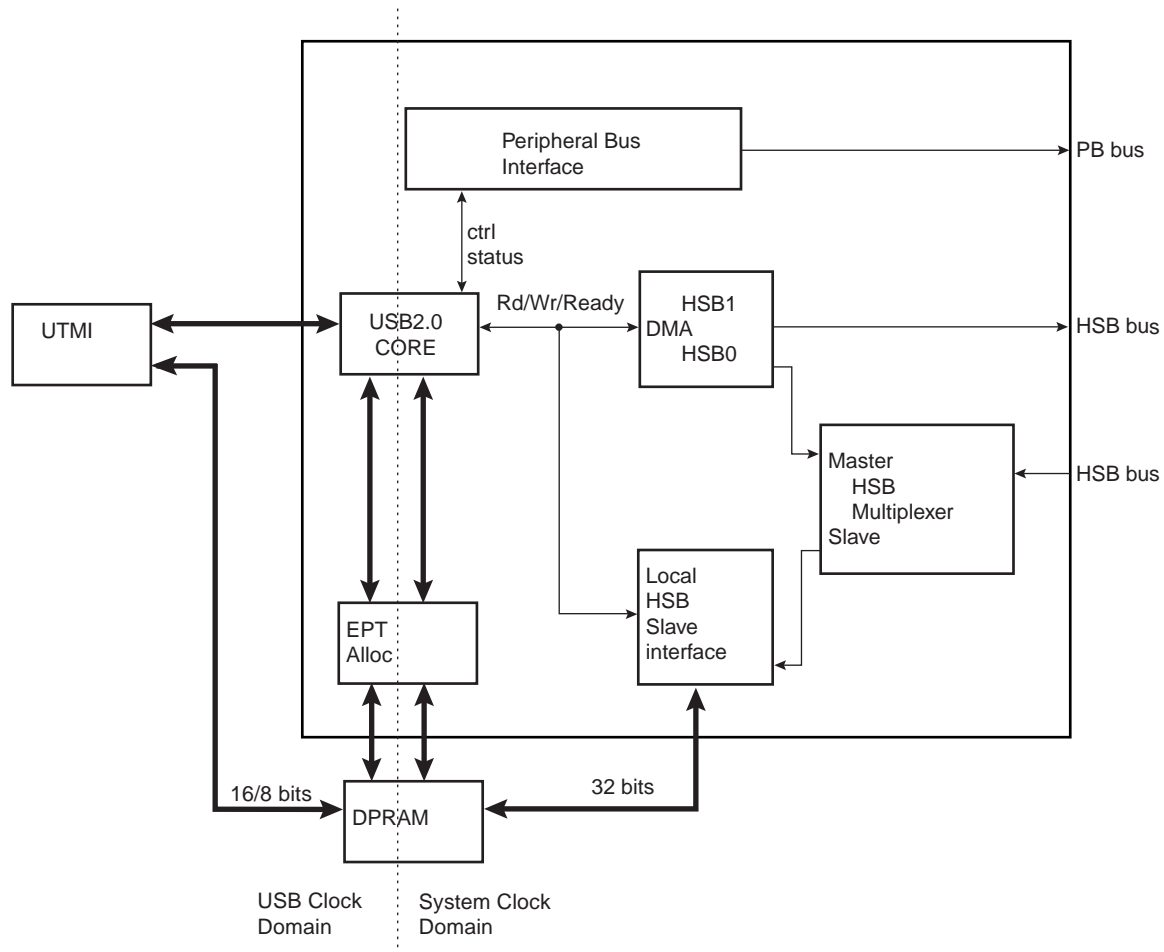 Peripheral Bus
Interface
PB bus
ctrl
status
Rd/Wr/Ready
HSB1
DMA
HSB0
HSB bus
UTMI
USB2.0
CORE
Master
HSB
Multiplexer
Slave
HSB bus
Local
HSB
Slave
interface
EPT
Alloc
16/8 bits
DPRAM
32 bits
USB Clock
Domain
System Clock
Domain